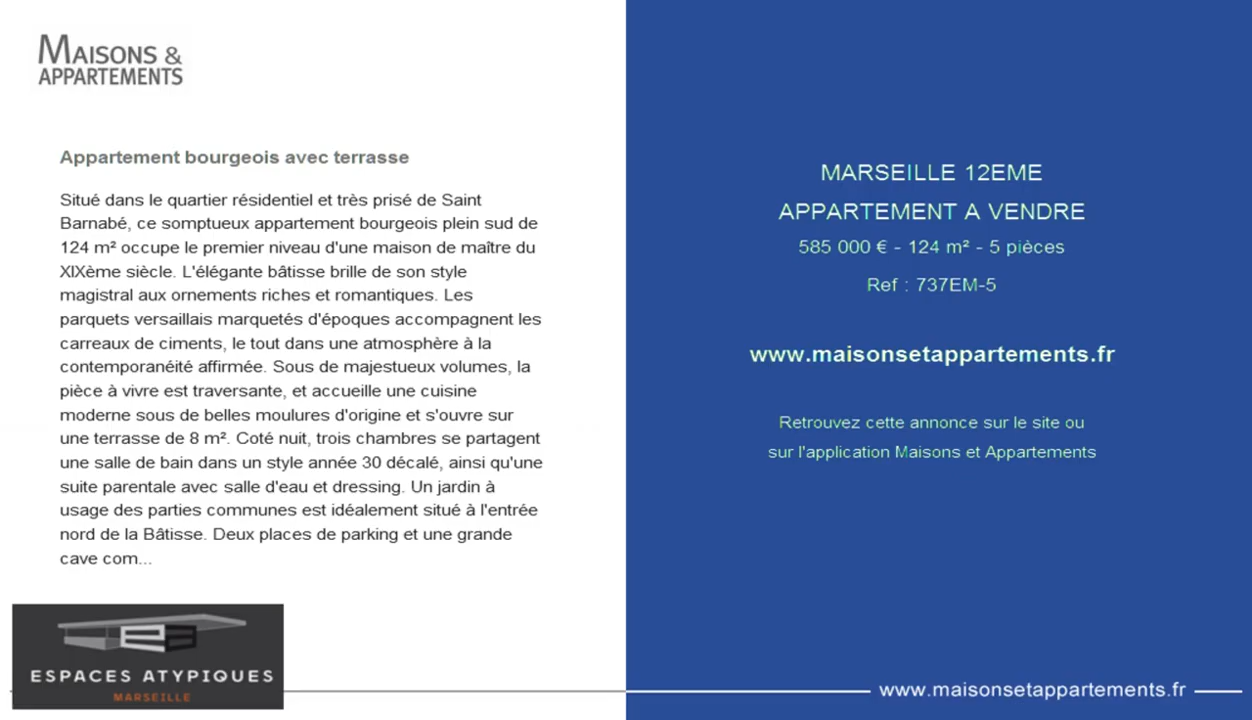 MAISONS &
APPARTEMENTS
Appartement bourgeois avec terrasse
Situé dans le quartier résidentiel et très prisé de Saint
Barnabé, ce somptueux appartement bourgeois plein sud de
124 m² occupe le premier niveau d'une maison de maître du
XIXème siècle. L'élégante bâtisse brille de son style
magistral aux ornements riches et romantiques. Les
parquets versaillais marquetés d'époques accompagnent les
carreaux de ciments, le tout dans une atmosphère à la
contemporanéité affirmée. Sous de majestueux volumes, la
pièce à vivre est traversante, et accueille une cuisine
moderne sous de belles moulures d'origine et s'ouvre sur
une terrasse de 8 m². Coté nuit, trois chambres se partagent
une salle de bain dans un style année 30 décalé, ainsi qu'une
suite parentale avec salle d'eau et dressing. Un jardin à
usage des parties communes est idéalement situé à l'entrée
nord de la Bâtisse. Deux places de parking et une grande
cave com...
ESPACES ATYPIQUES
MARSEILLE
MARSEILLE 12EME
APPARTEMENT A VENDRE
585 000 € - 124 m² - 5 pièces
Ref : 737EM-5
www.maisonsetappartements.fr
Retrouvez cette annonce sur le site ou
sur l'application Maisons et Appartements
www.maisonsetappartements.fr